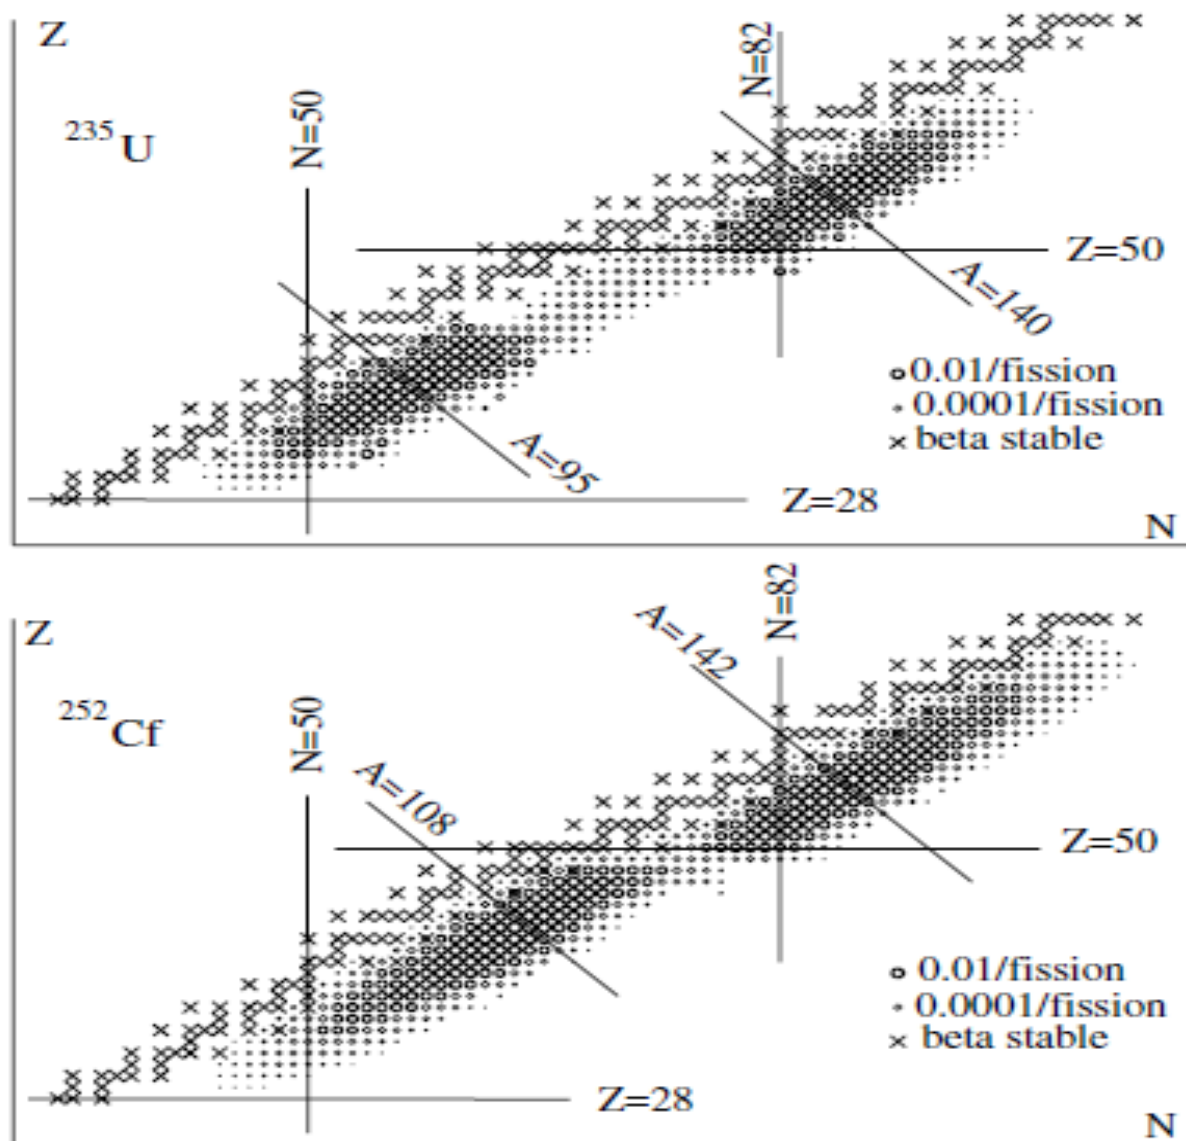 Z
N=82
²³⁵U
N=50
Z=50
A=140
0.01/fission
0.0001/fission
beta stable
A=95
Z=28
N
N=82
A=142
Z
N=50
²⁵²Cf
A=108
Z=50
0.01/fission
0.0001/fission
beta stable
Z=28
N